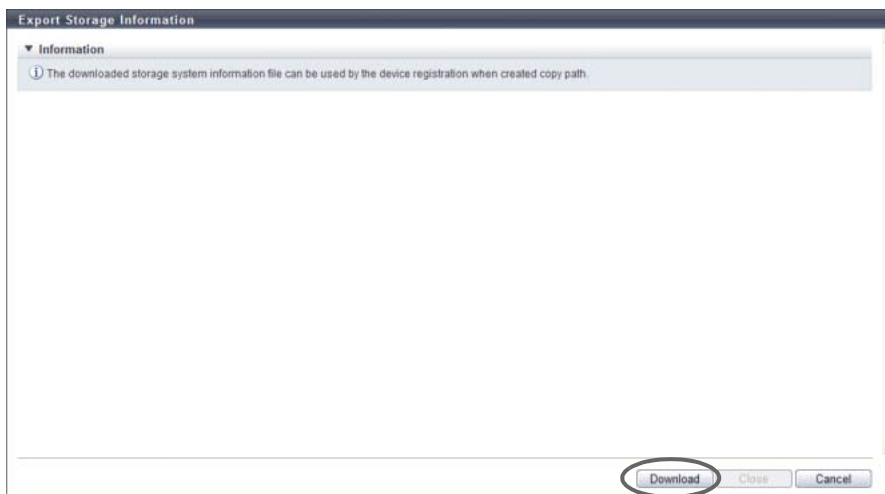 Export Storage Information
Information
The downloaded storage system information file can be used by the device registration when created copy path.
Download Close Cancel